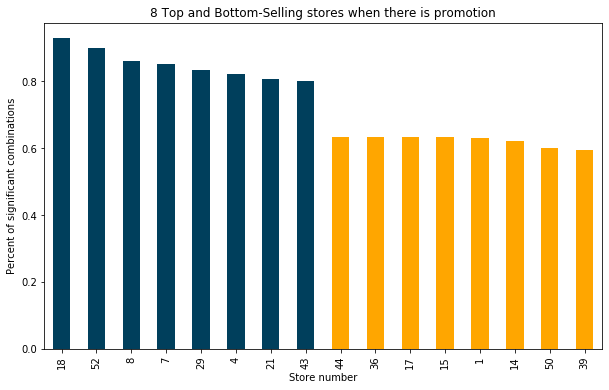 8 Top and Bottom-Selling stores when there is promotion
Percent of significant combinations
0.8
0.6
0.4
0.2
0.0
18 52 8 7 29 4 21 43 44 36 17 15 1 14 50 39
Store number